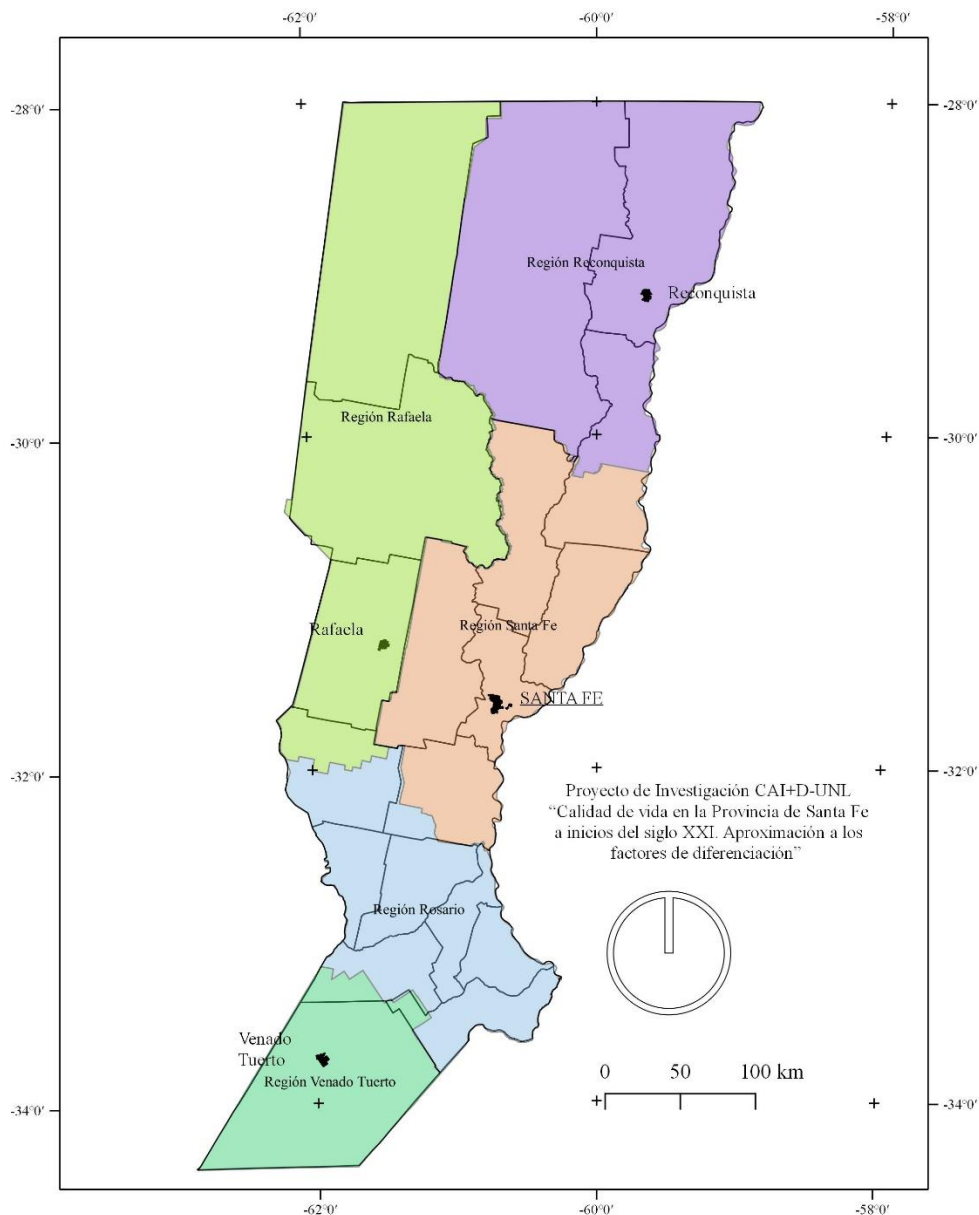 -62°0'
-60°0'
-58°0'
-28°0'
-28°0'
Región Reconquista
Reconquista
Región Rafaela
-30°0'
-30°0'
Rafaela
Región Santa Fe
SANTA FE
-32°0'
-32°0'
Proyecto de Investigación CAI+D-UNL
“Calidad de vida en la Provincia de Santa Fe
a inicios del siglo XXI. Aproximación a los
factores de diferenciación”
Región Rosario
Venado
Tuerto
Región Venado Tuerto
0 50 100 km
-34°0'
-34°0'
-62°0'
-60°0'
-58°0'